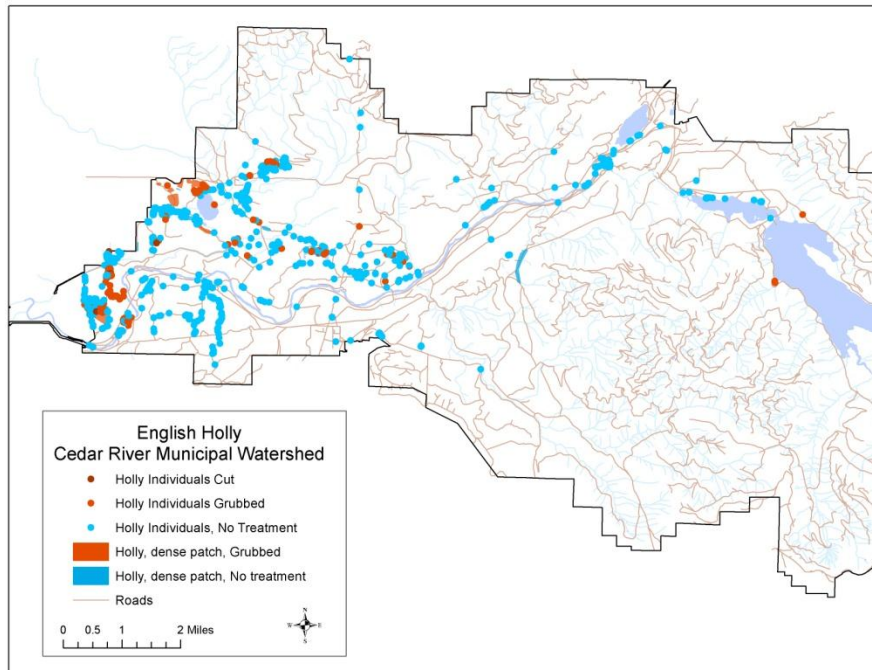 English Holly
Cedar River Municipal Watershed
Holly Individuals Cut
Holly Individuals Grubbed
Holly Individuals, No Treatment
Holly, dense patch, Grubbed
Holly, dense patch, No treatment
Roads
N
W E
S
0 0.5 1 2 Miles